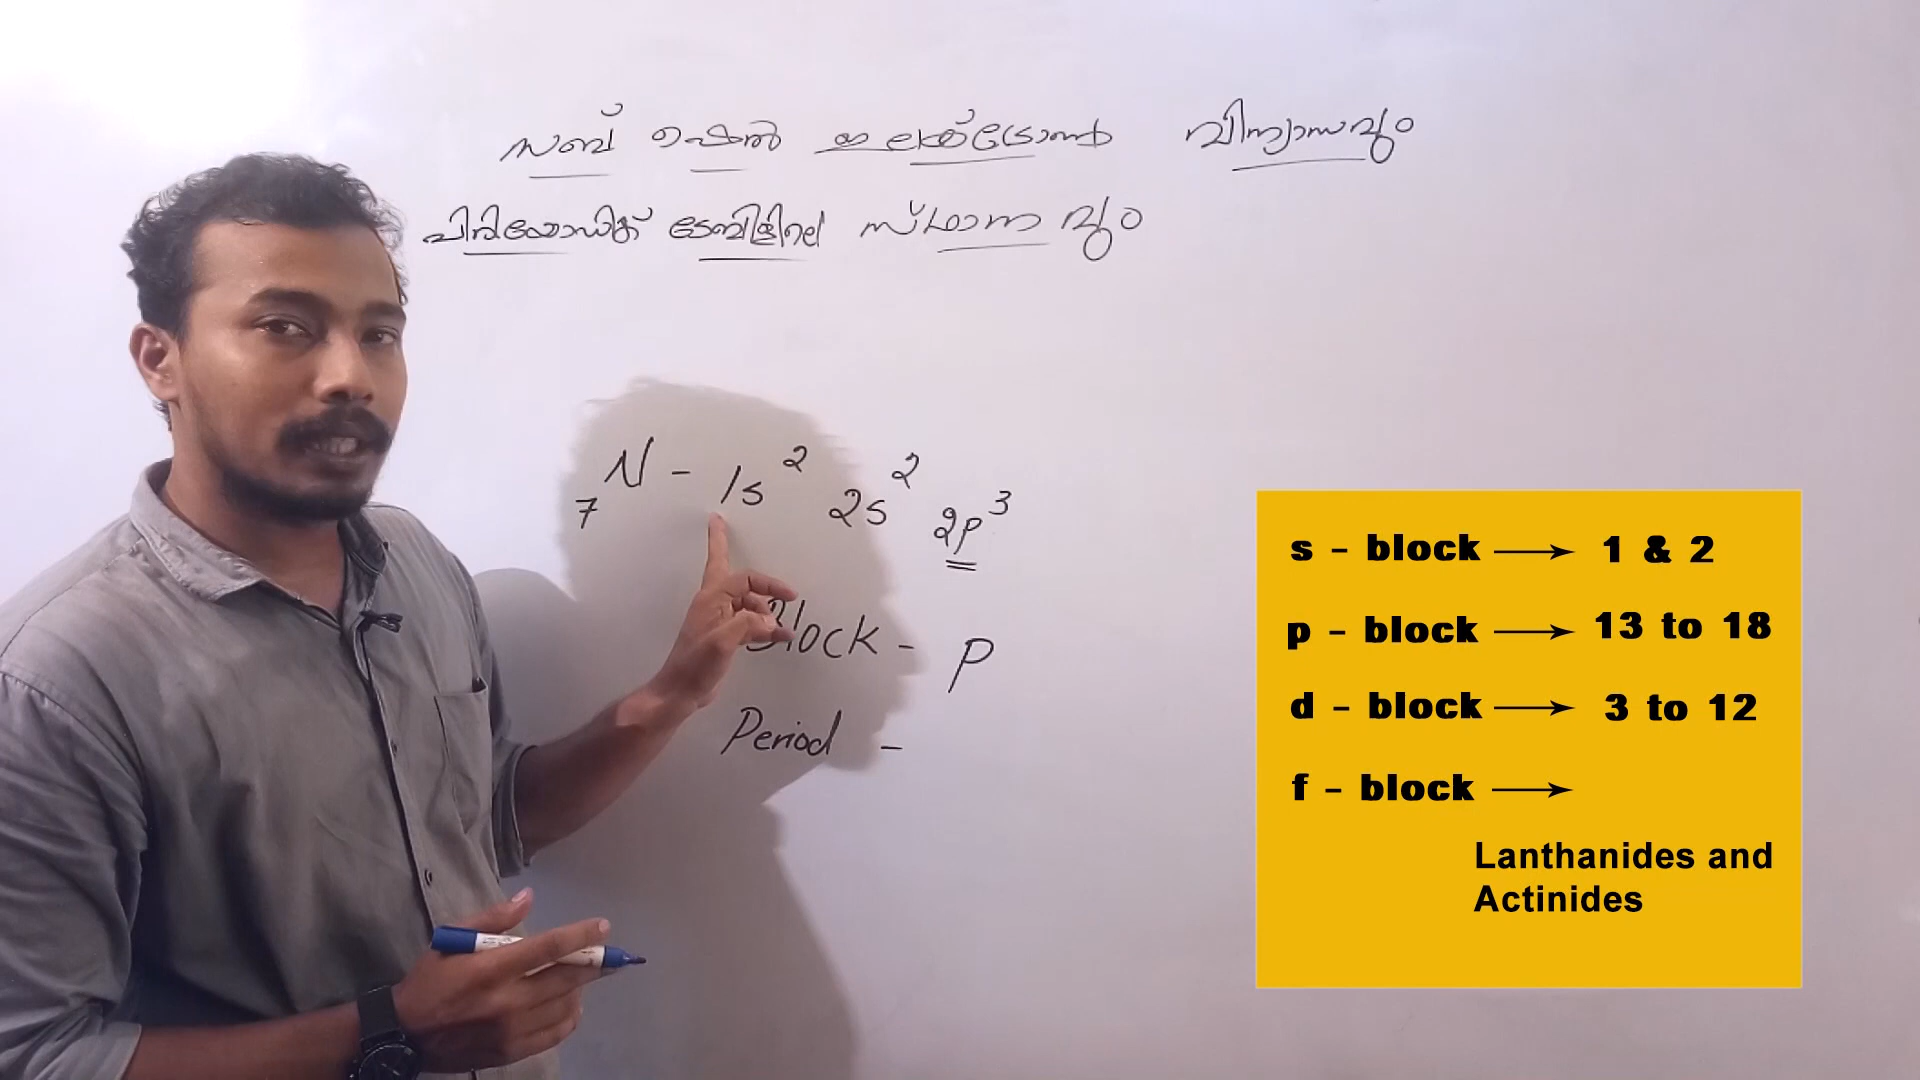 സബ് ഷെൽ ഇലക്ട്രോൺ വിന്യാസവും
പിരിയോഡിക് ടേബിളിലെ സ്ഥാനവും
₇N - 1s² 2s² 2p³
Block - P
Period -
s - block → 1 & 2
p - block → 13 to 18
d - block → 3 to 12
f - block →
Lanthanides and
Actinides